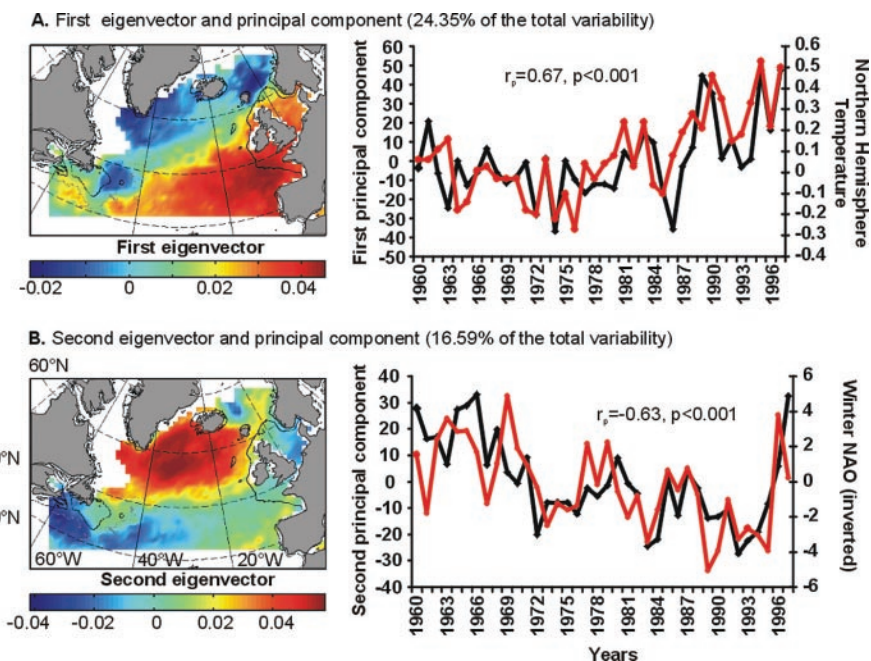 A. First eigenvector and principal component (24.35% of the total variability)
First eigenvector
-0.02 0 0.02 0.04
First principal component
60
50
40
30
20
10
0
-10
-20
-30
-40
-50
rp=0.67, p<0.001
0.6
0.5
0.4
0.3
0.2
0.1
0
-0.1
-0.2
-0.3
-0.4
Northern Hemisphere
Temperature
1960 1963 1966 1969 1972 1975 1978 1981 1984 1987 1990 1993 1996
B. Second eigenvector and principal component (16.59% of the total variability)
60°N
°N
°N
60°W 40°W 20°W
Second eigenvector
-0.04 -0.02 0 0.02 0.04
Second principal component
40
30
20
10
0
-10
-20
-30
40
rp=-0.63, p<0.001
6
4
2
0
-2
-4
-6
Winter NAO (inverted)
1960 1963 1966 1969 1972 1975 1978 1981 1984 1987 1990 1993 1996
Years